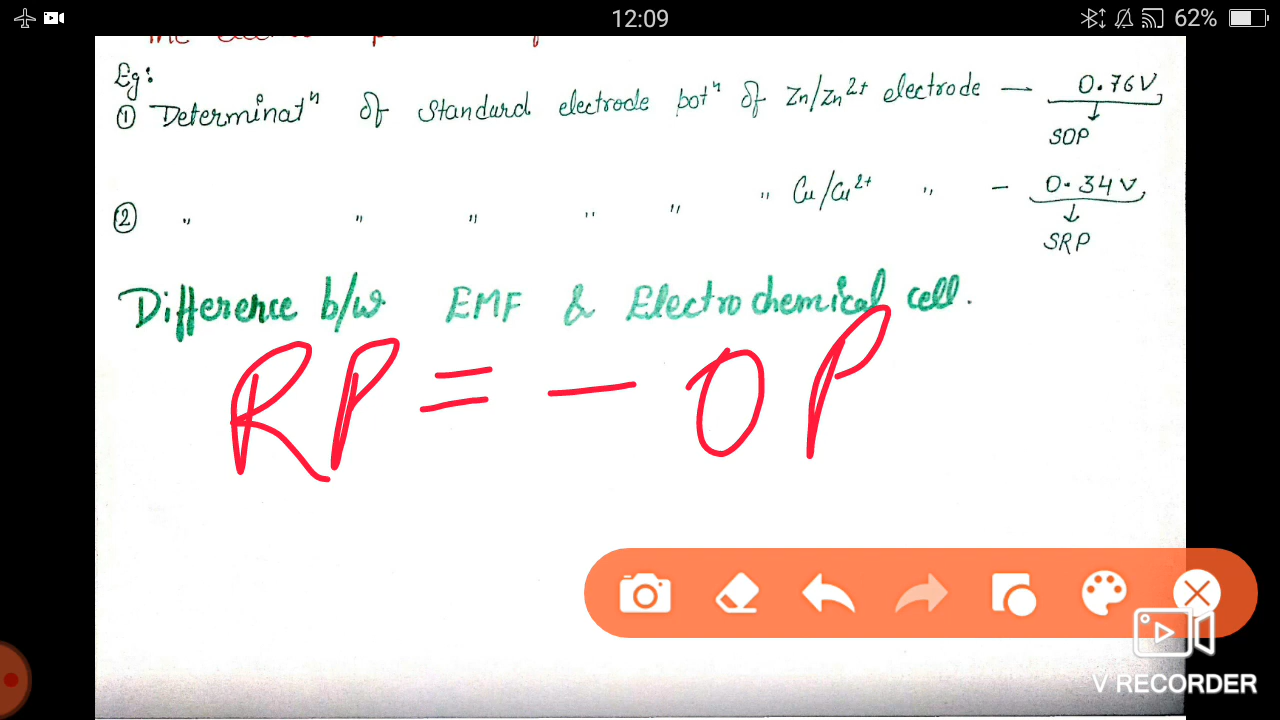 12:09 62%
Eg:
① Determinatⁿ of Standard electrode potⁿ of Zn/Zn²⁺ electrode — 0.76V
SOP
② " " " " " " Cu/Cu²⁺ " — 0.34V
SRP
Difference b/w EMF & Electrochemical cell.
RP = - OP
V RECORDER